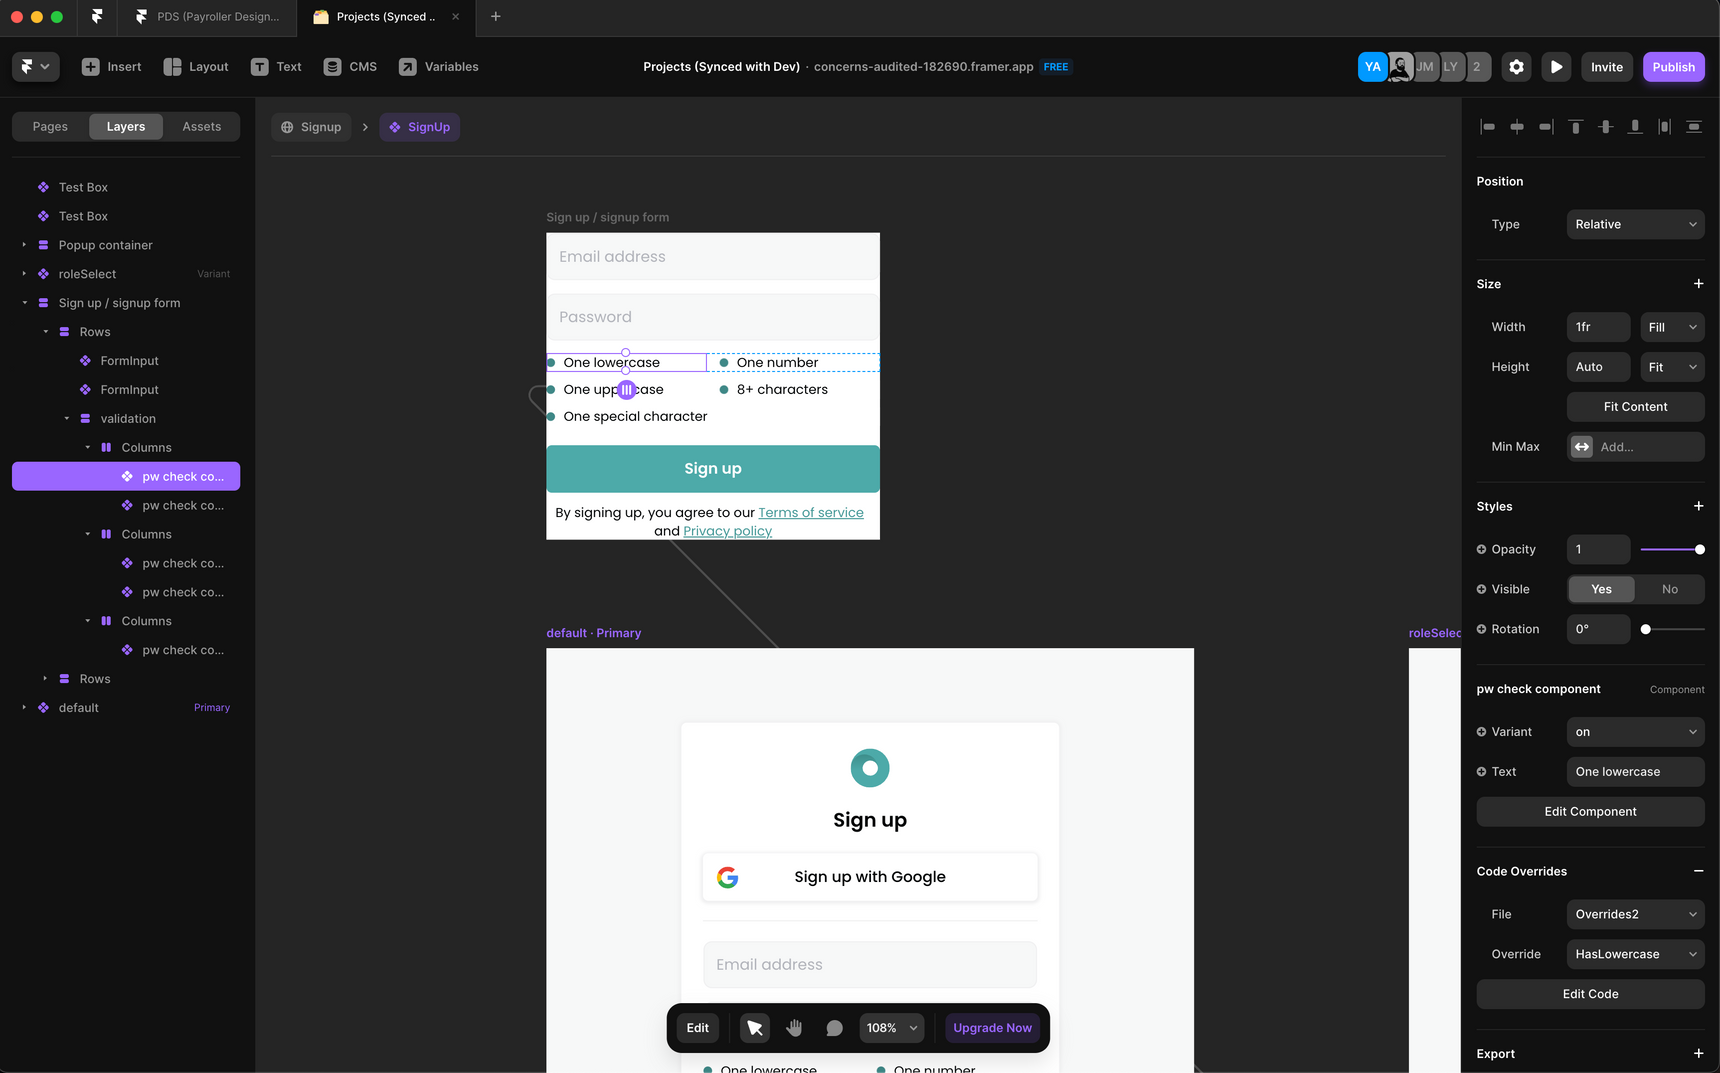 PDS (Payroller Design...
Projects (Synced ..
Insert
Layout
Text
CMS
Variables
Projects (Synced with Dev) · concerns-audited-182690.framer.app FREE
YA
JM
LY
2
Invite
Publish
Pages
Layers
Assets
Signup
SignUp
Test Box
Test Box
Popup container
roleSelect Variant
Sign up / signup form
Rows
FormInput
FormInput
validation
Columns
pw check co...
pw check co...
Columns
pw check co...
pw check co...
Columns
pw check co...
Rows
default Primary
Sign up / signup form
Email address
Password
One lowercase
One number
One uppercase
8+ characters
One special character
Sign up
By signing up, you agree to our Terms of service
and Privacy policy
default · Primary
Sign up
Sign up with Google
Email address
One lowercase
One number
Edit
108%
Upgrade Now
Position
Type Relative
Size
Width 1fr Fill
Height Auto Fit
Fit Content
Min Max Add...
Styles
Opacity 1
Visible Yes No
Rotation 0°
pw check component Component
Variant on
Text One lowercase
Edit Component
Code Overrides
File Overrides2
Override HasLowercase
Edit Code
Export